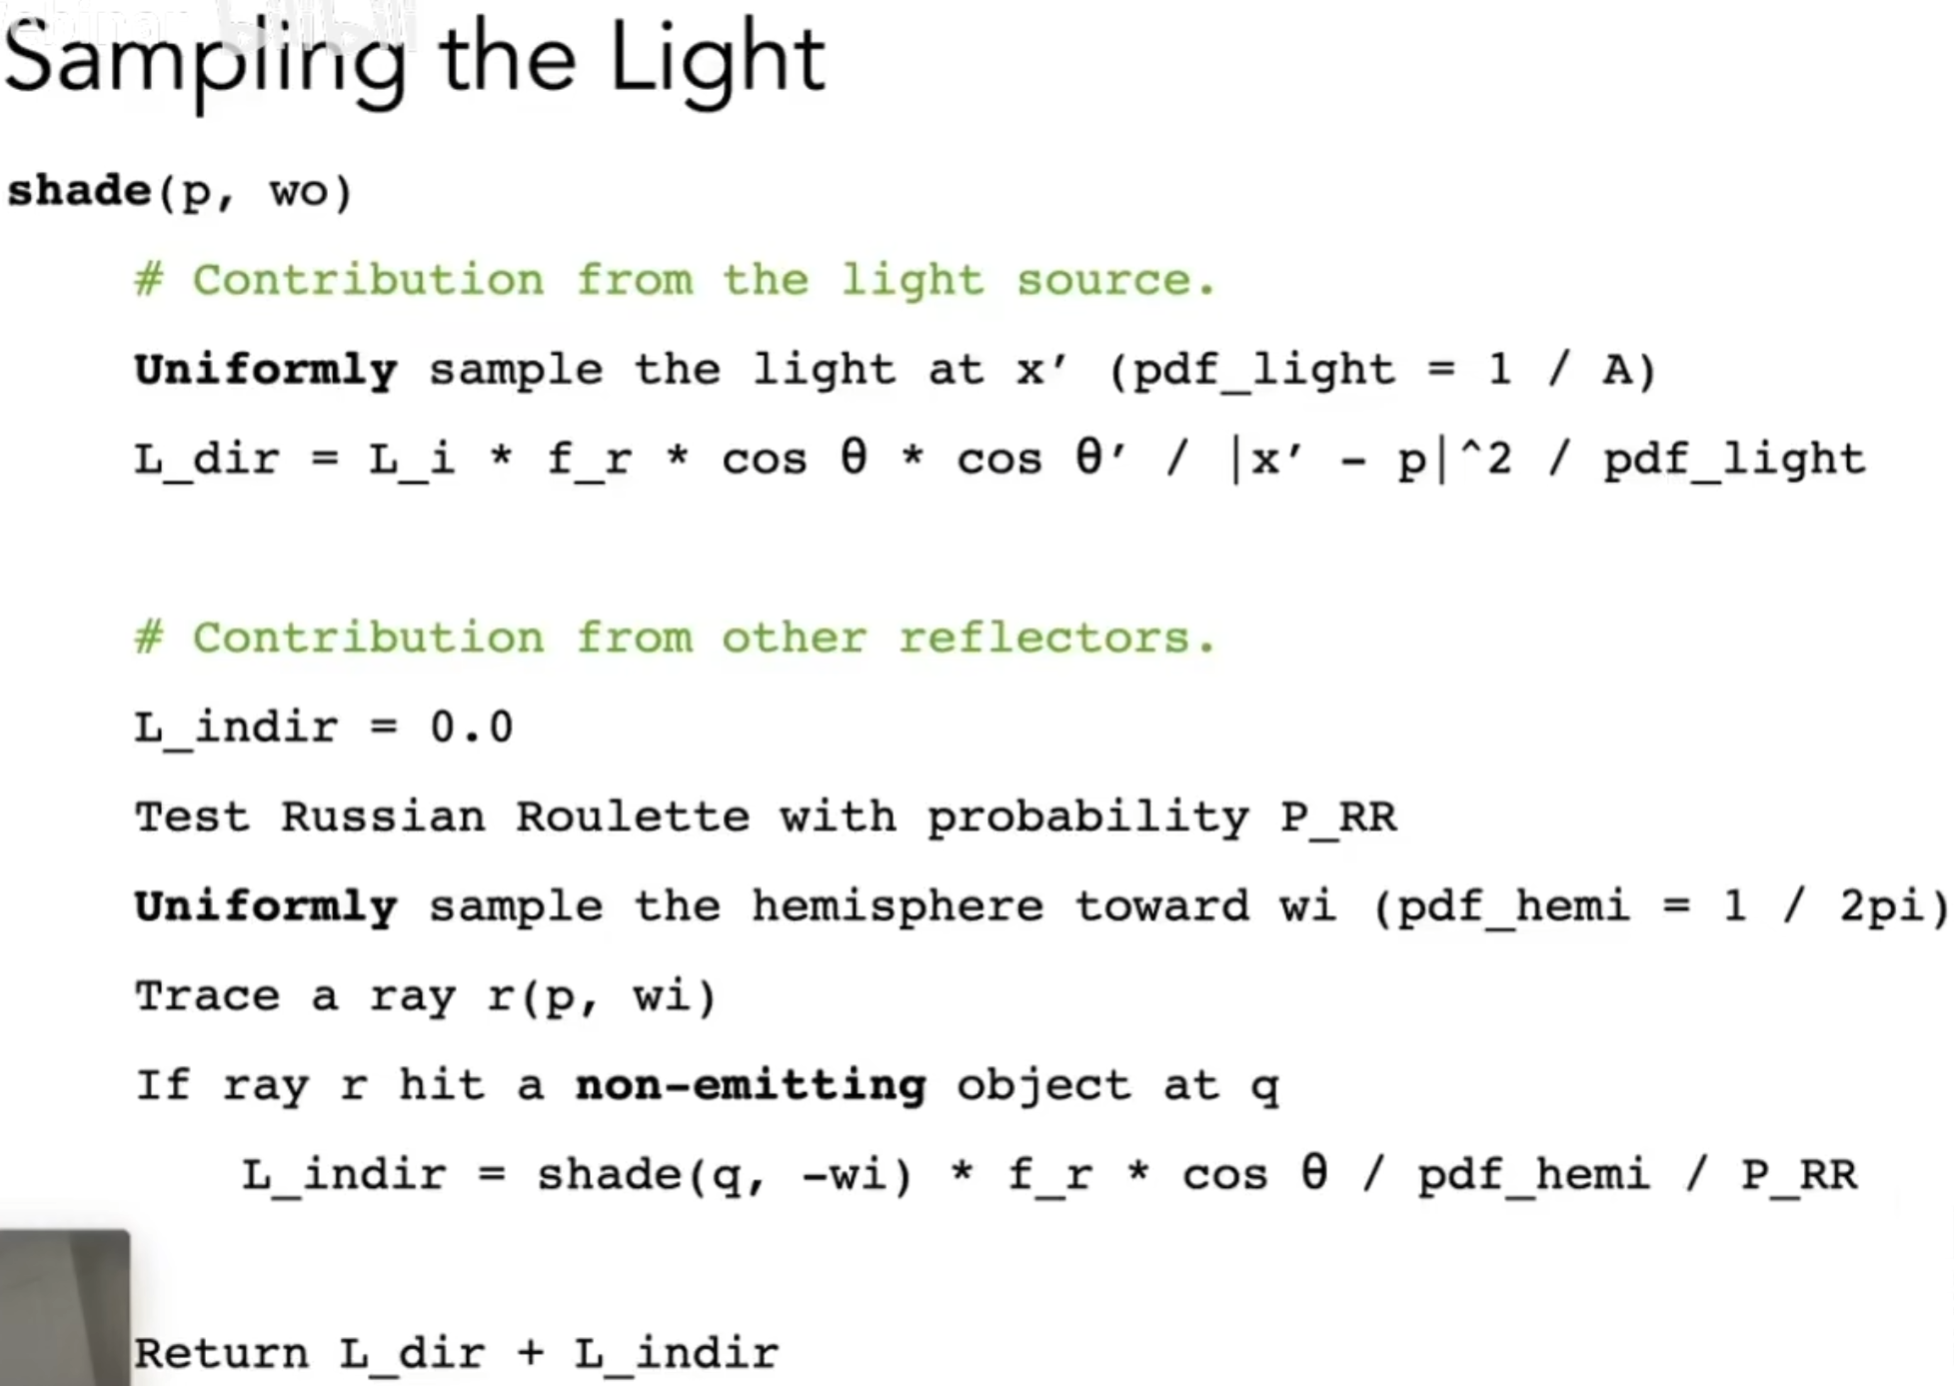 Sampling the Light
shade(p, wo)
# Contribution from the light source.
Uniformly sample the light at x′ (pdf_light = 1 / A)
L_dir = L_i * f_r * cos θ * cos θ′ / |x′ - p|^2 / pdf_light
# Contribution from other reflectors.
L_indir = 0.0
Test Russian Roulette with probability P_RR
Uniformly sample the hemisphere toward wi (pdf_hemi = 1 / 2pi)
Trace a ray r(p, wi)
If ray r hit a non-emitting object at q
L_indir = shade(q, -wi) * f_r * cos θ / pdf_hemi / P_RR
Return L_dir + L_indir